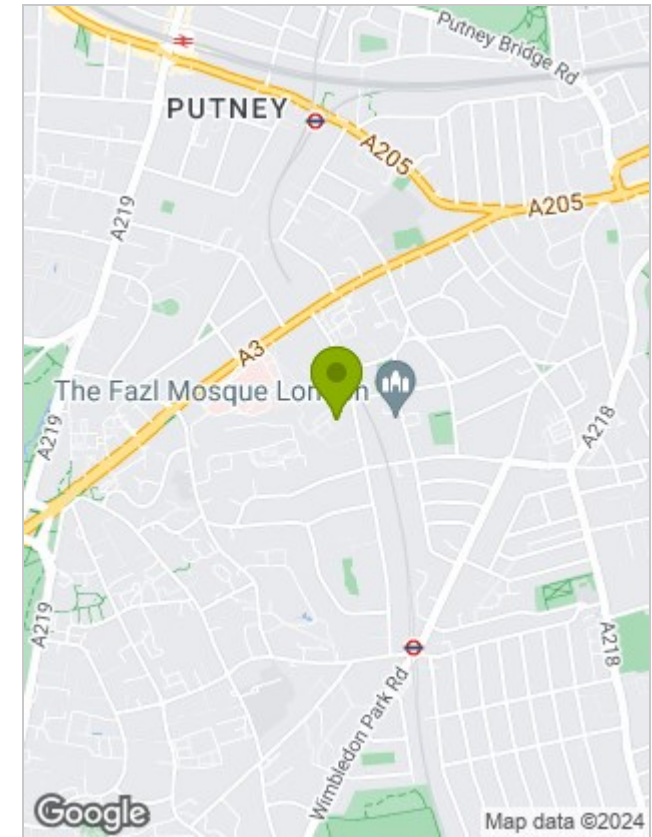 Putney Bridge Rd
PUTNEY
A205
A219
A205
A3
The Fazl Mosque London
A218
A219
A219
A218
Wimbledon Park Rd
Google
Map data ©2024